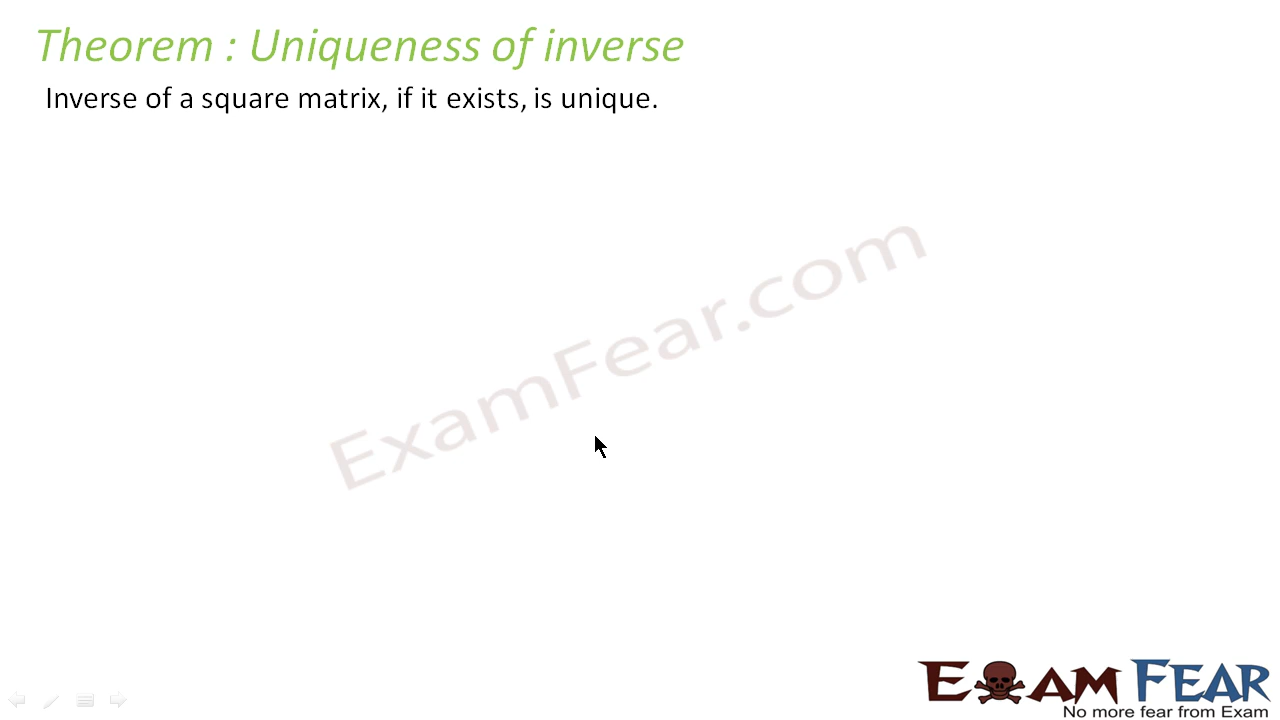 Theorem : Uniqueness of inverse
Inverse of a square matrix, if it exists, is unique.
ExamFear.com
EXAM FEAR
No more fear from Exam